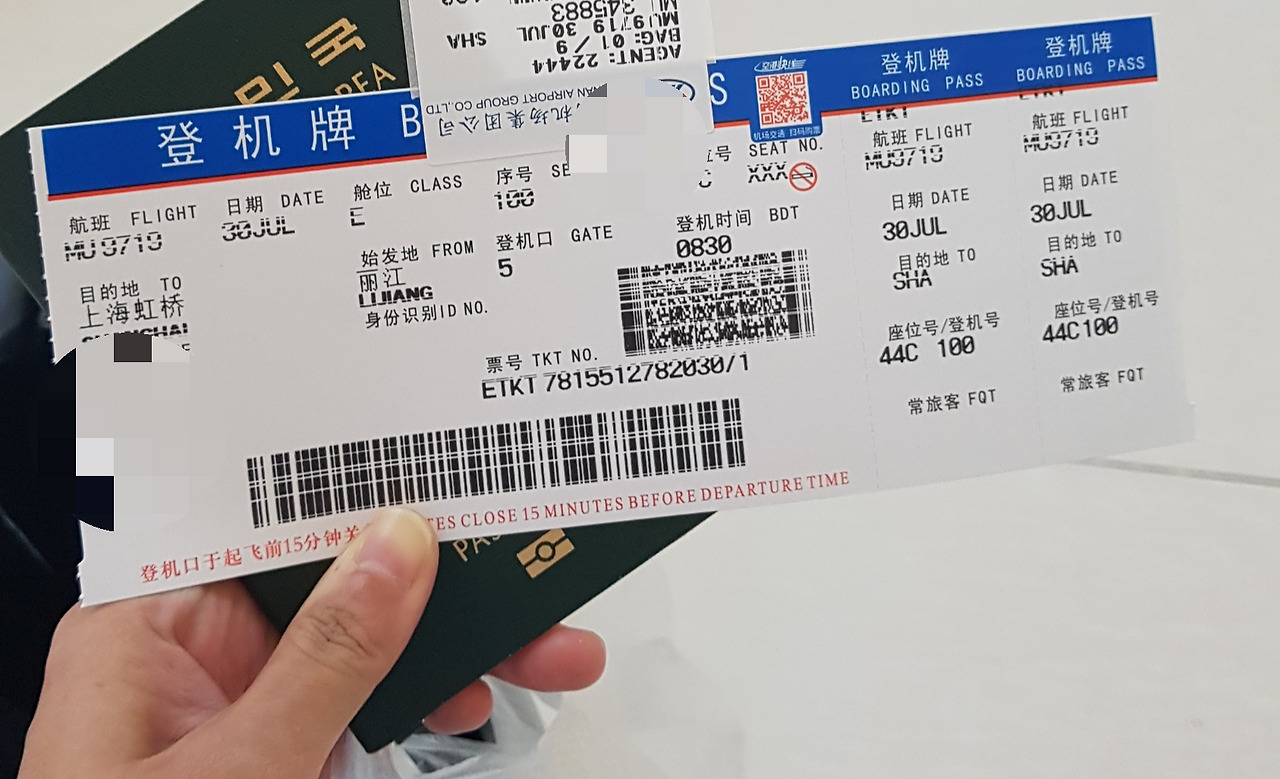 민국
AGENT: 22444
BAG: 01 / 9
MU9719 30JUL SHA
345883
AN AIRPORT GROUP CO.,LTD
机场集团公司
登机牌 B
S
机场交通 扫码购票
登机牌
BOARDING PASS
登机牌
BOARDING PASS
航班 FLIGHT
MU9719
日期 DATE
30JUL
舱位 CLASS
E
序号 SE
100
SEAT NO.
XXX
目的地 TO
上海虹桥
始发地 FROM
丽江
LIJIANG
登机口 GATE
5
登机时间 BDT
0830
身份识别ID NO.
票号 TKT NO.
ETKT 7815512782030/1
登机口于起飞前15分钟关
TES CLOSE 15 MINUTES BEFORE DEPARTURE TIME
ETKT
航班 FLIGHT
MU9719
日期 DATE
30JUL
目的地 TO
SHA
座位号/登机号
44C 100
常旅客 FQT
ETKT
航班 FLIGHT
MU9719
日期 DATE
30JUL
目的地 TO
SHA
座位号/登机号
44C100
常旅客 FQT